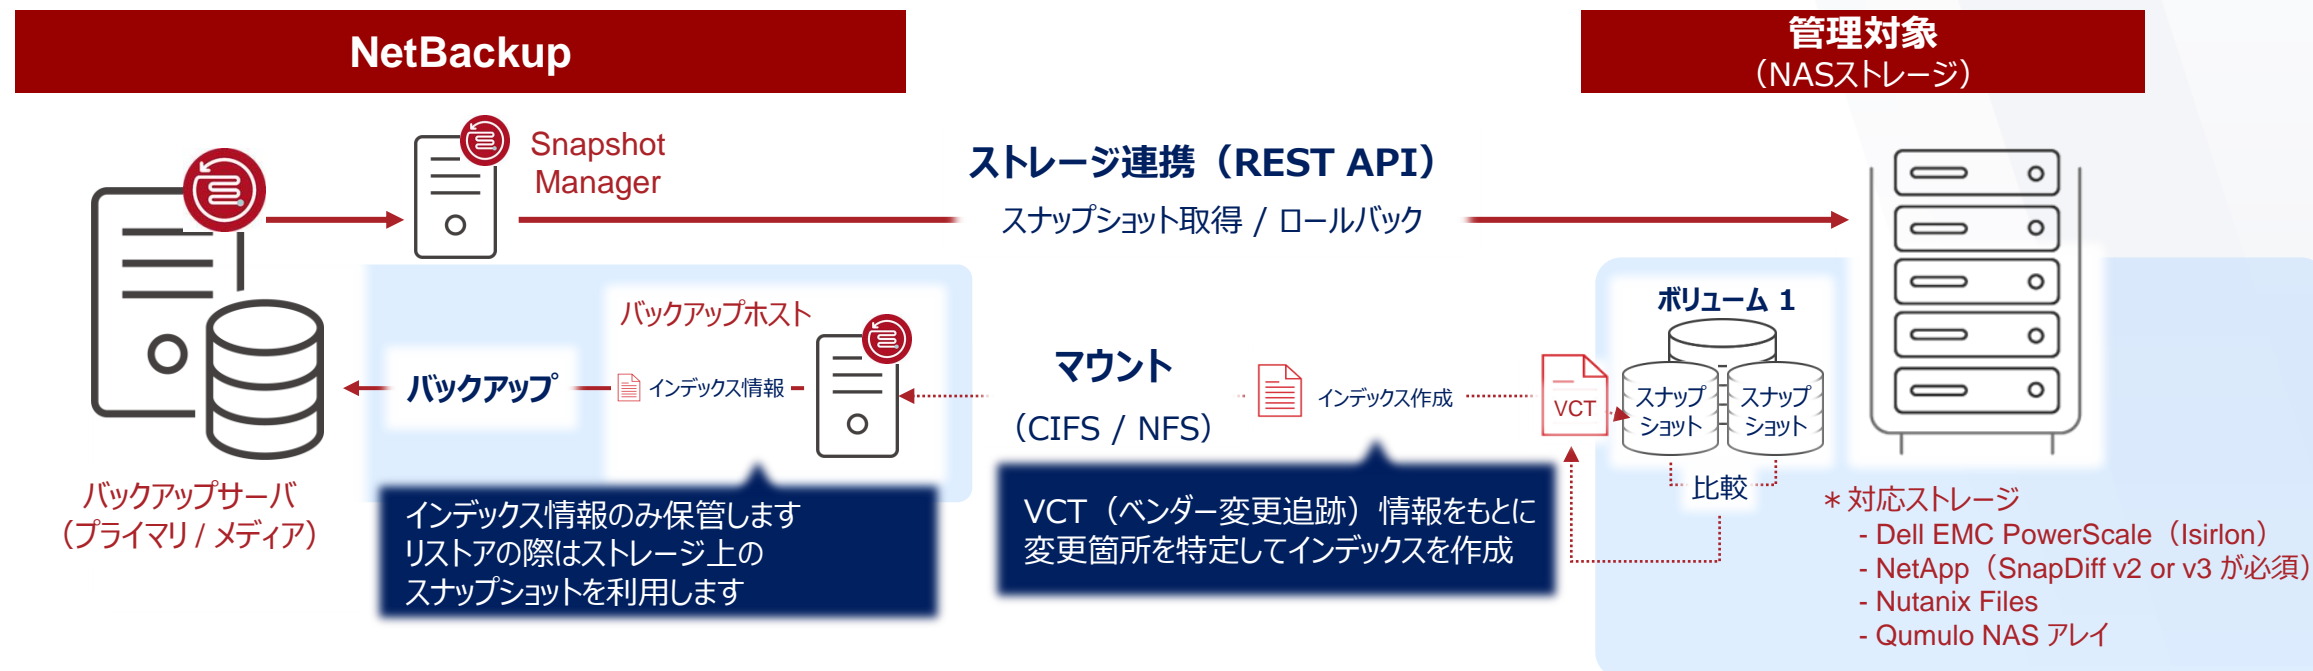 NetBackup
管理対象
（NASストレージ）
Snapshot
Manager
ストレージ連携（REST API）
スナップショット取得 / ロールバック
バックアップホスト
ボリューム 1
バックアップ
インデックス情報
マウント
（CIFS / NFS）
インデックス作成
VCT
スナップ
ショット
スナップ
ショット
比較
バックアップサーバ
（プライマリ / メディア）
インデックス情報のみ保管します
リストアの際はストレージ上の
スナップショットを利用します
VCT（ベンダー変更追跡）情報をもとに
変更箇所を特定してインデックスを作成
＊対応ストレージ
- Dell EMC PowerScale（Isirlon）
- NetApp（SnapDiff v2 or v3 が必須）
- Nutanix Files
- Qumulo NAS アレイ